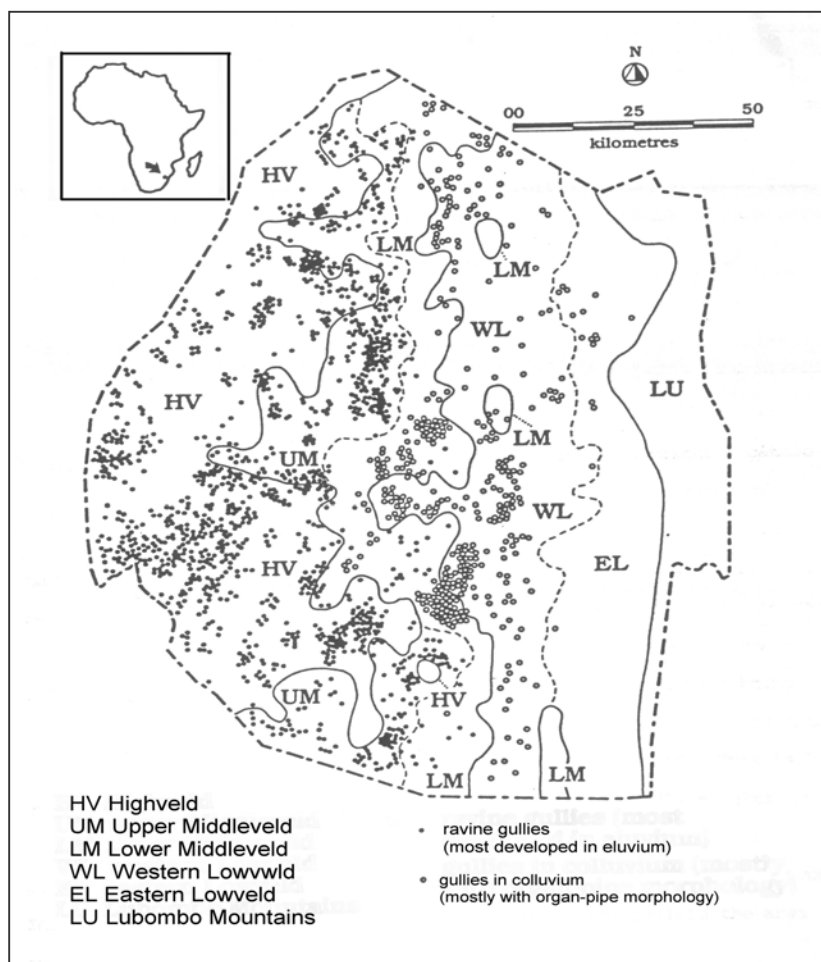 N
00 25 50
kilometres
HV
LM
LM
WL
HV
LU
LM
UM
WL
HV
EL
HV
UM
LM
LM
HV Highveld
UM Upper Middleveld
LM Lower Middleveld
WL Western Lowvwld
EL Eastern Lowveld
LU Lubombo Mountains
ravine gullies
(most developed in eluvium)
gullies in colluvium
(mostly with organ-pipe morphology)